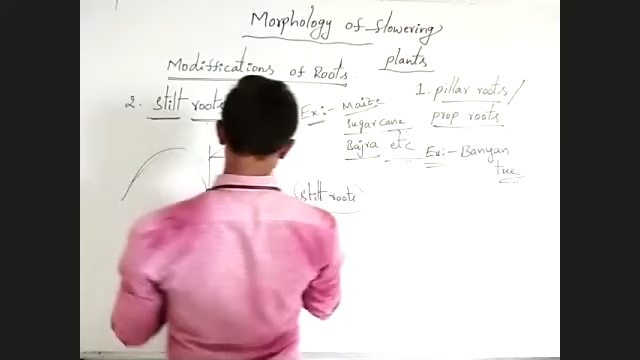 Morphology of flowering
plants
Modiffications of Roots
1. pillar roots /
prop roots
Ex:- Banyan
tree
2. stilt roots
Ex:- Maize
Sugarcane
Bajra etc
stilt roots